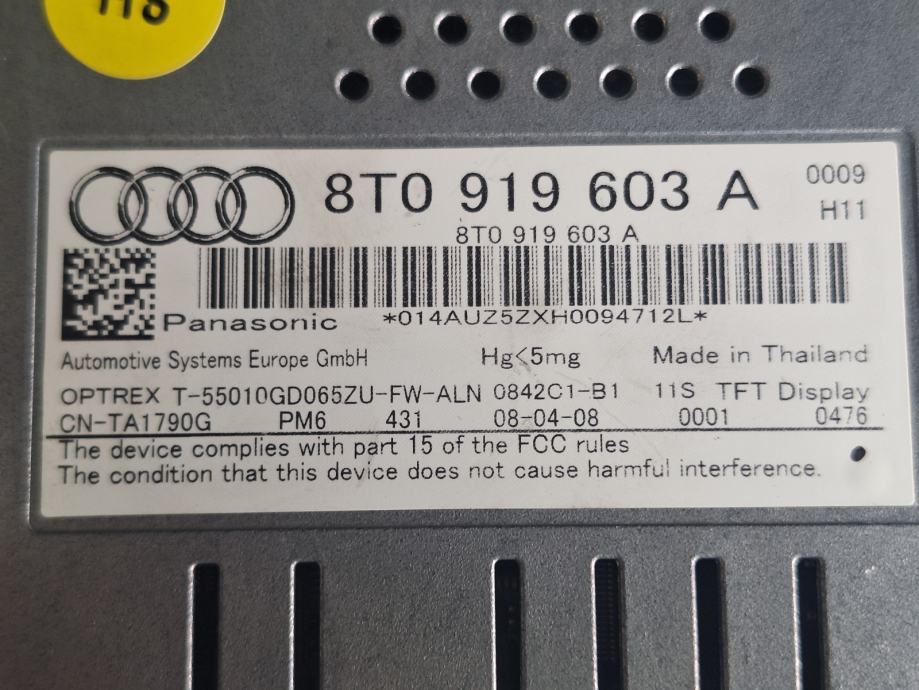 118
8T0 919 603 A
0009
H11
8T0 919 603 A
Panasonic *014AUZ5ZXH0094712L*
Automotive Systems Europe GmbH Hg<5mg Made in Thailand
OPTREX T-55010GD065ZU-FW-ALN 0842C1-B1 11S TFT Display
CN-TA1790G PM6 431 08-04-08 0001 0476
The device complies with part 15 of the FCC rules
The condition that this device does not cause harmful interference.